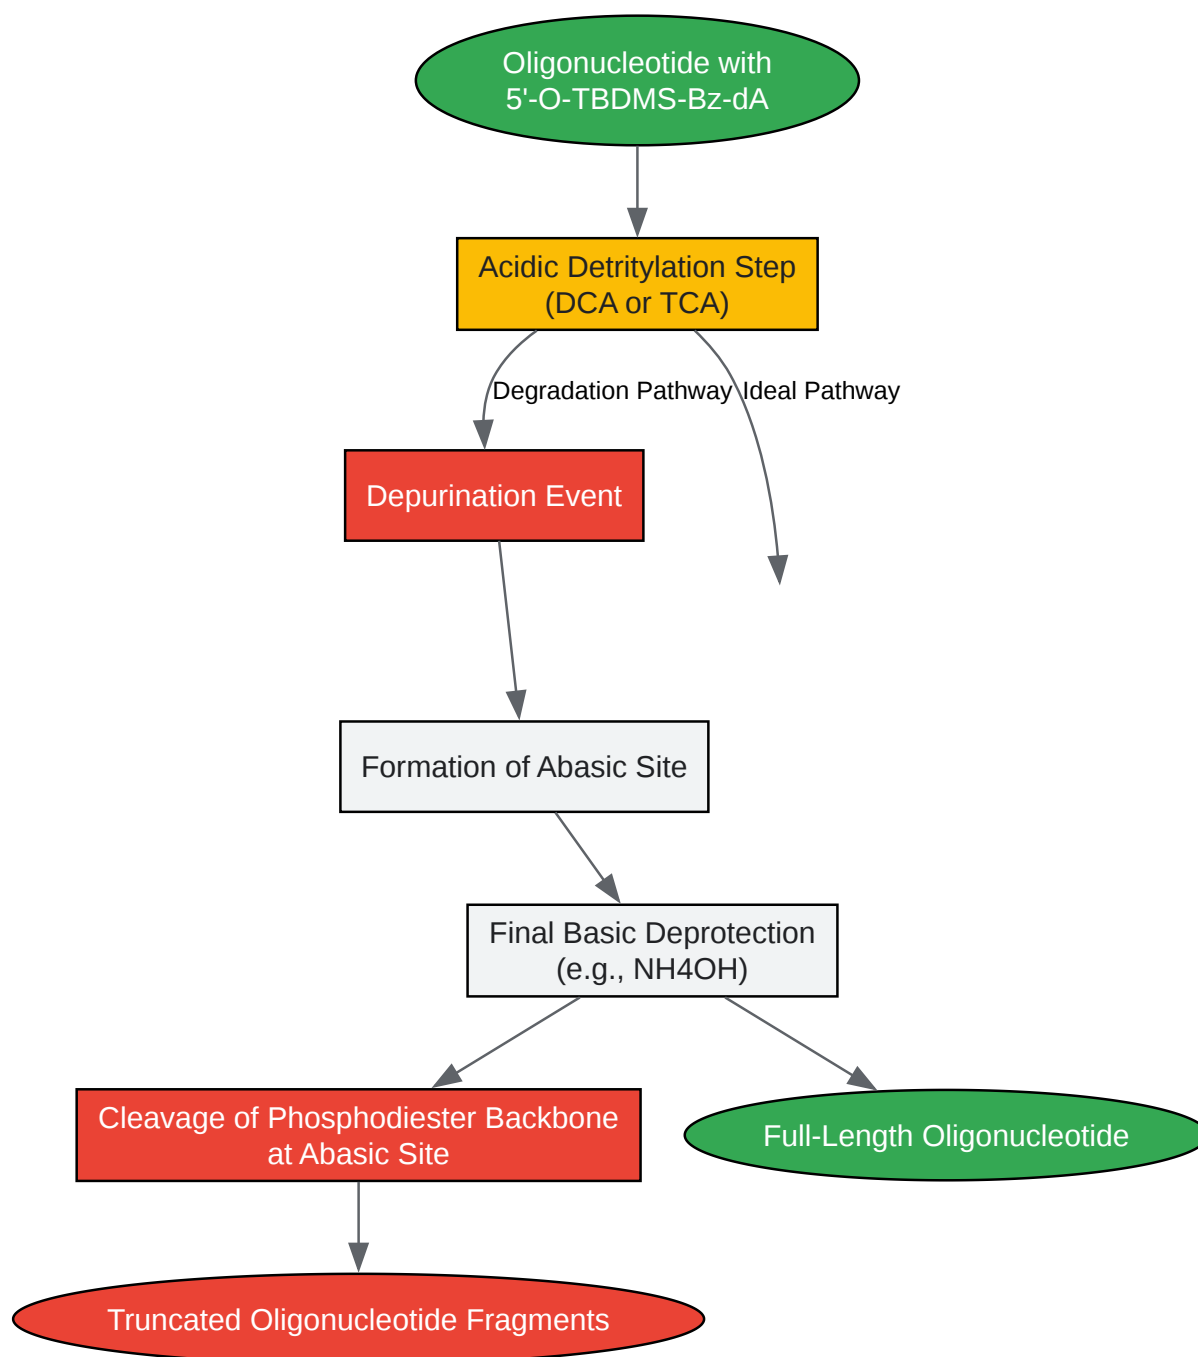 Oligonucleotide with
5'-O-TBDMS-Bz-dA
Acidic Detritylation Step
(DCA or TCA)
Degradation Pathway
Ideal Pathway
Depurination Event
Formation of Abasic Site
Final Basic Deprotection
(e.g., NH4OH)
Cleavage of Phosphodiester Backbone
at Abasic Site
Full-Length Oligonucleotide
Truncated Oligonucleotide Fragments